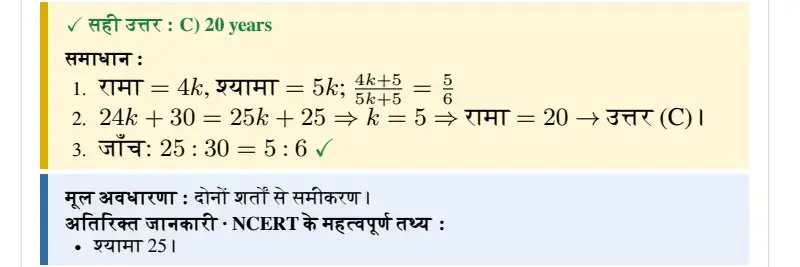 ✓ सही उत्तर : C) 20 years
समाधान :
1. रामा = 4k, श्यामा = 5k; \frac{4k+5}{5k+5} = \frac{5}{6}
2. 24k + 30 = 25k + 25 ⇒ k = 5 ⇒ रामा = 20 → उत्तर (C)।
3. जाँच: 25 : 30 = 5 : 6 ✓
मूल अवधारणा : दोनों शर्तों से समीकरण।
अतिरिक्त जानकारी · NCERT के महत्वपूर्ण तथ्य :
• श्यामा 25।